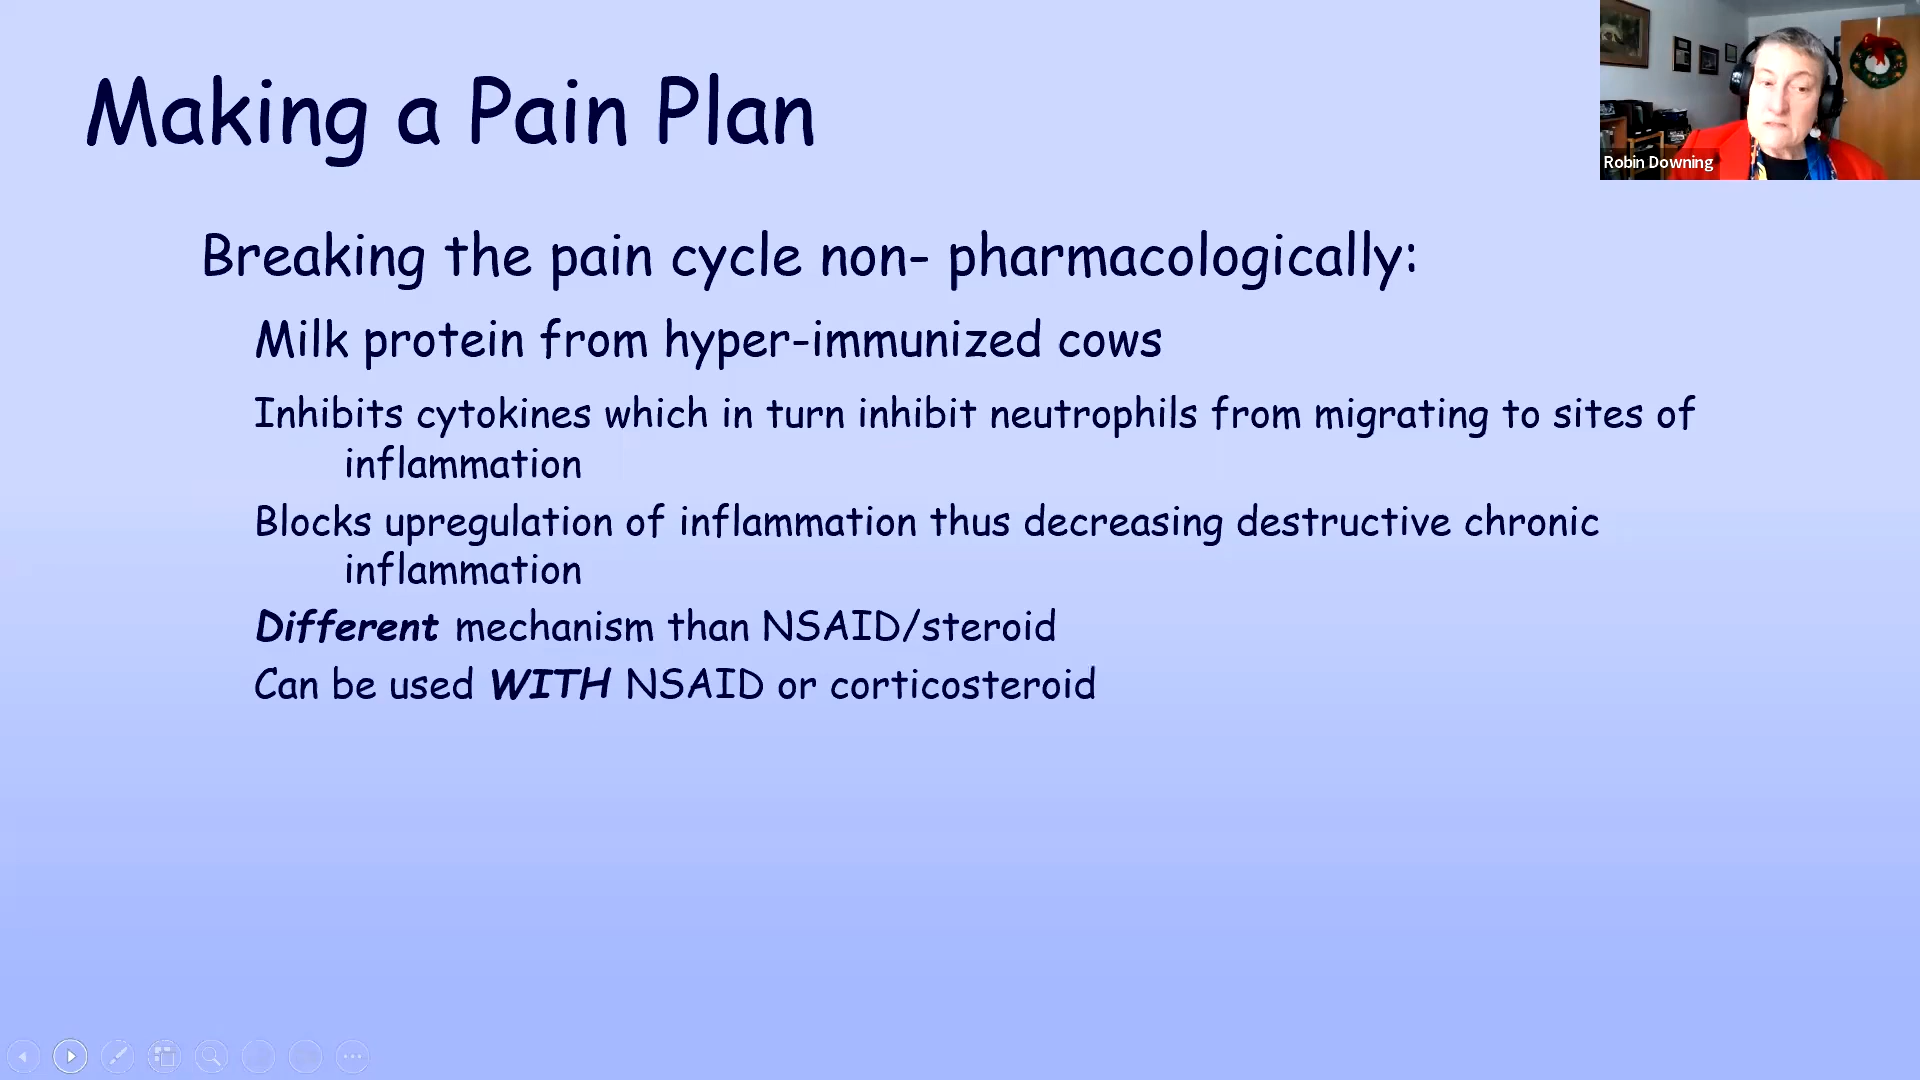 Making a Pain Plan
Robin Downing
Breaking the pain cycle non- pharmacologically:
Milk protein from hyper-immunized cows
Inhibits cytokines which in turn inhibit neutrophils from migrating to sites of
inflammation
Blocks upregulation of inflammation thus decreasing destructive chronic
inflammation
Different mechanism than NSAID/steroid
Can be used WITH NSAID or corticosteroid